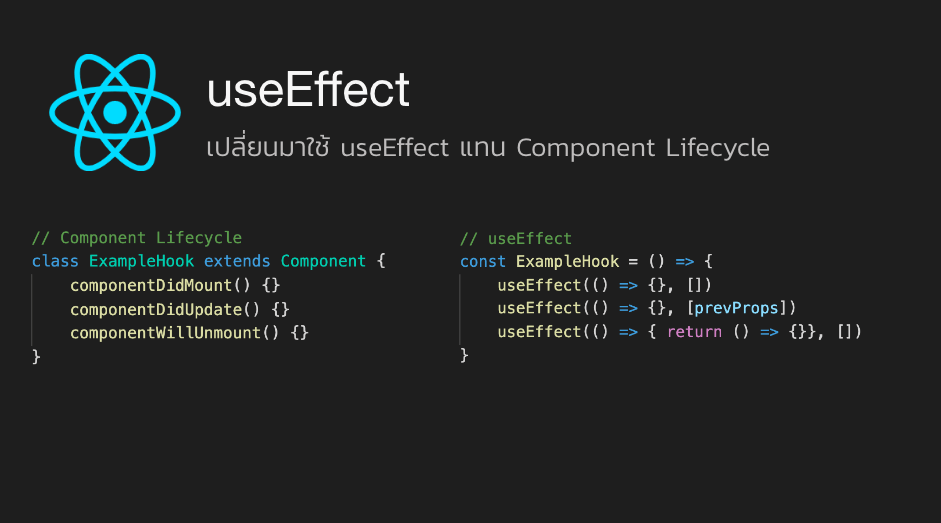 useEffect
เปลี่ยนมาใช้ useEffect แทน Component Lifecycle
// Component Lifecycle
class ExampleHook extends Component {
componentDidMount() {}
componentDidUpdate() {}
componentWillUnmount() {}
}
// useEffect
const ExampleHook = () => {
useEffect(() => {}, [])
useEffect(() => {}, [prevProps])
useEffect(() => { return () => {}}, [])
}